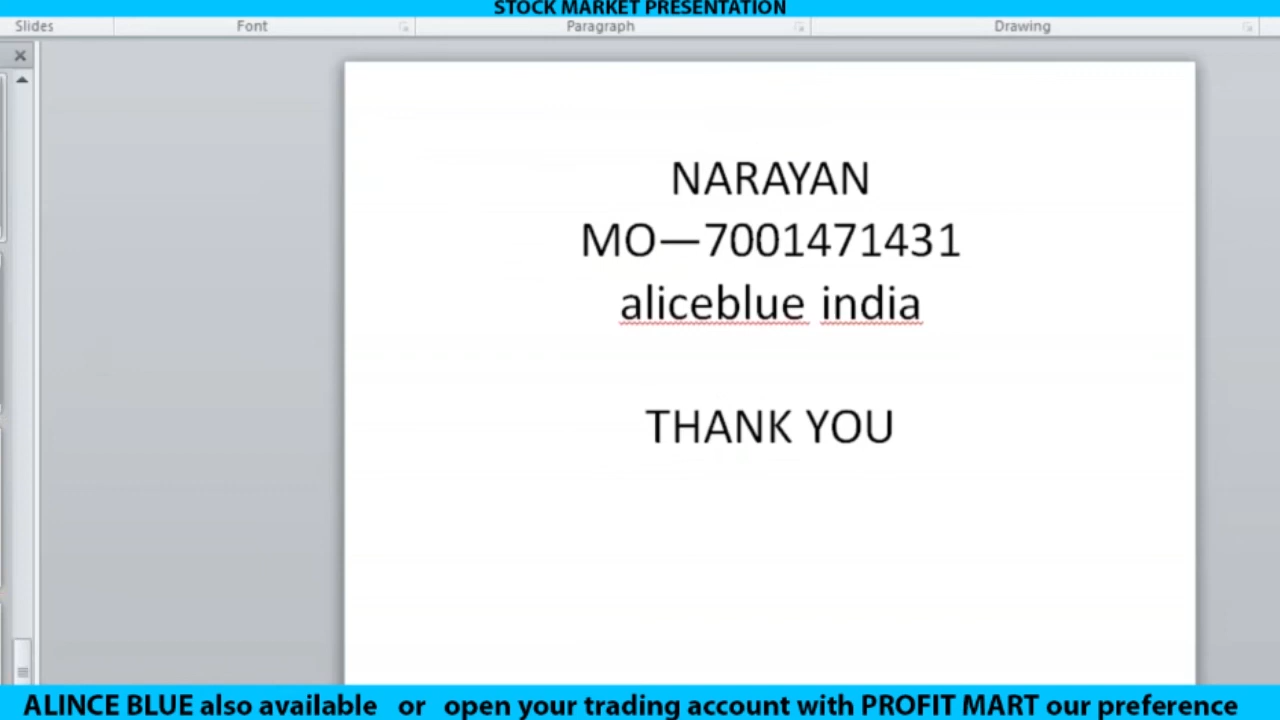 STOCK MARKET PRESENTATION
Slides Font Paragraph Drawing
NARAYAN
MO—7001471431
aliceblue india
THANK YOU
ALINCE BLUE also available or open your trading account with PROFIT MART our preference